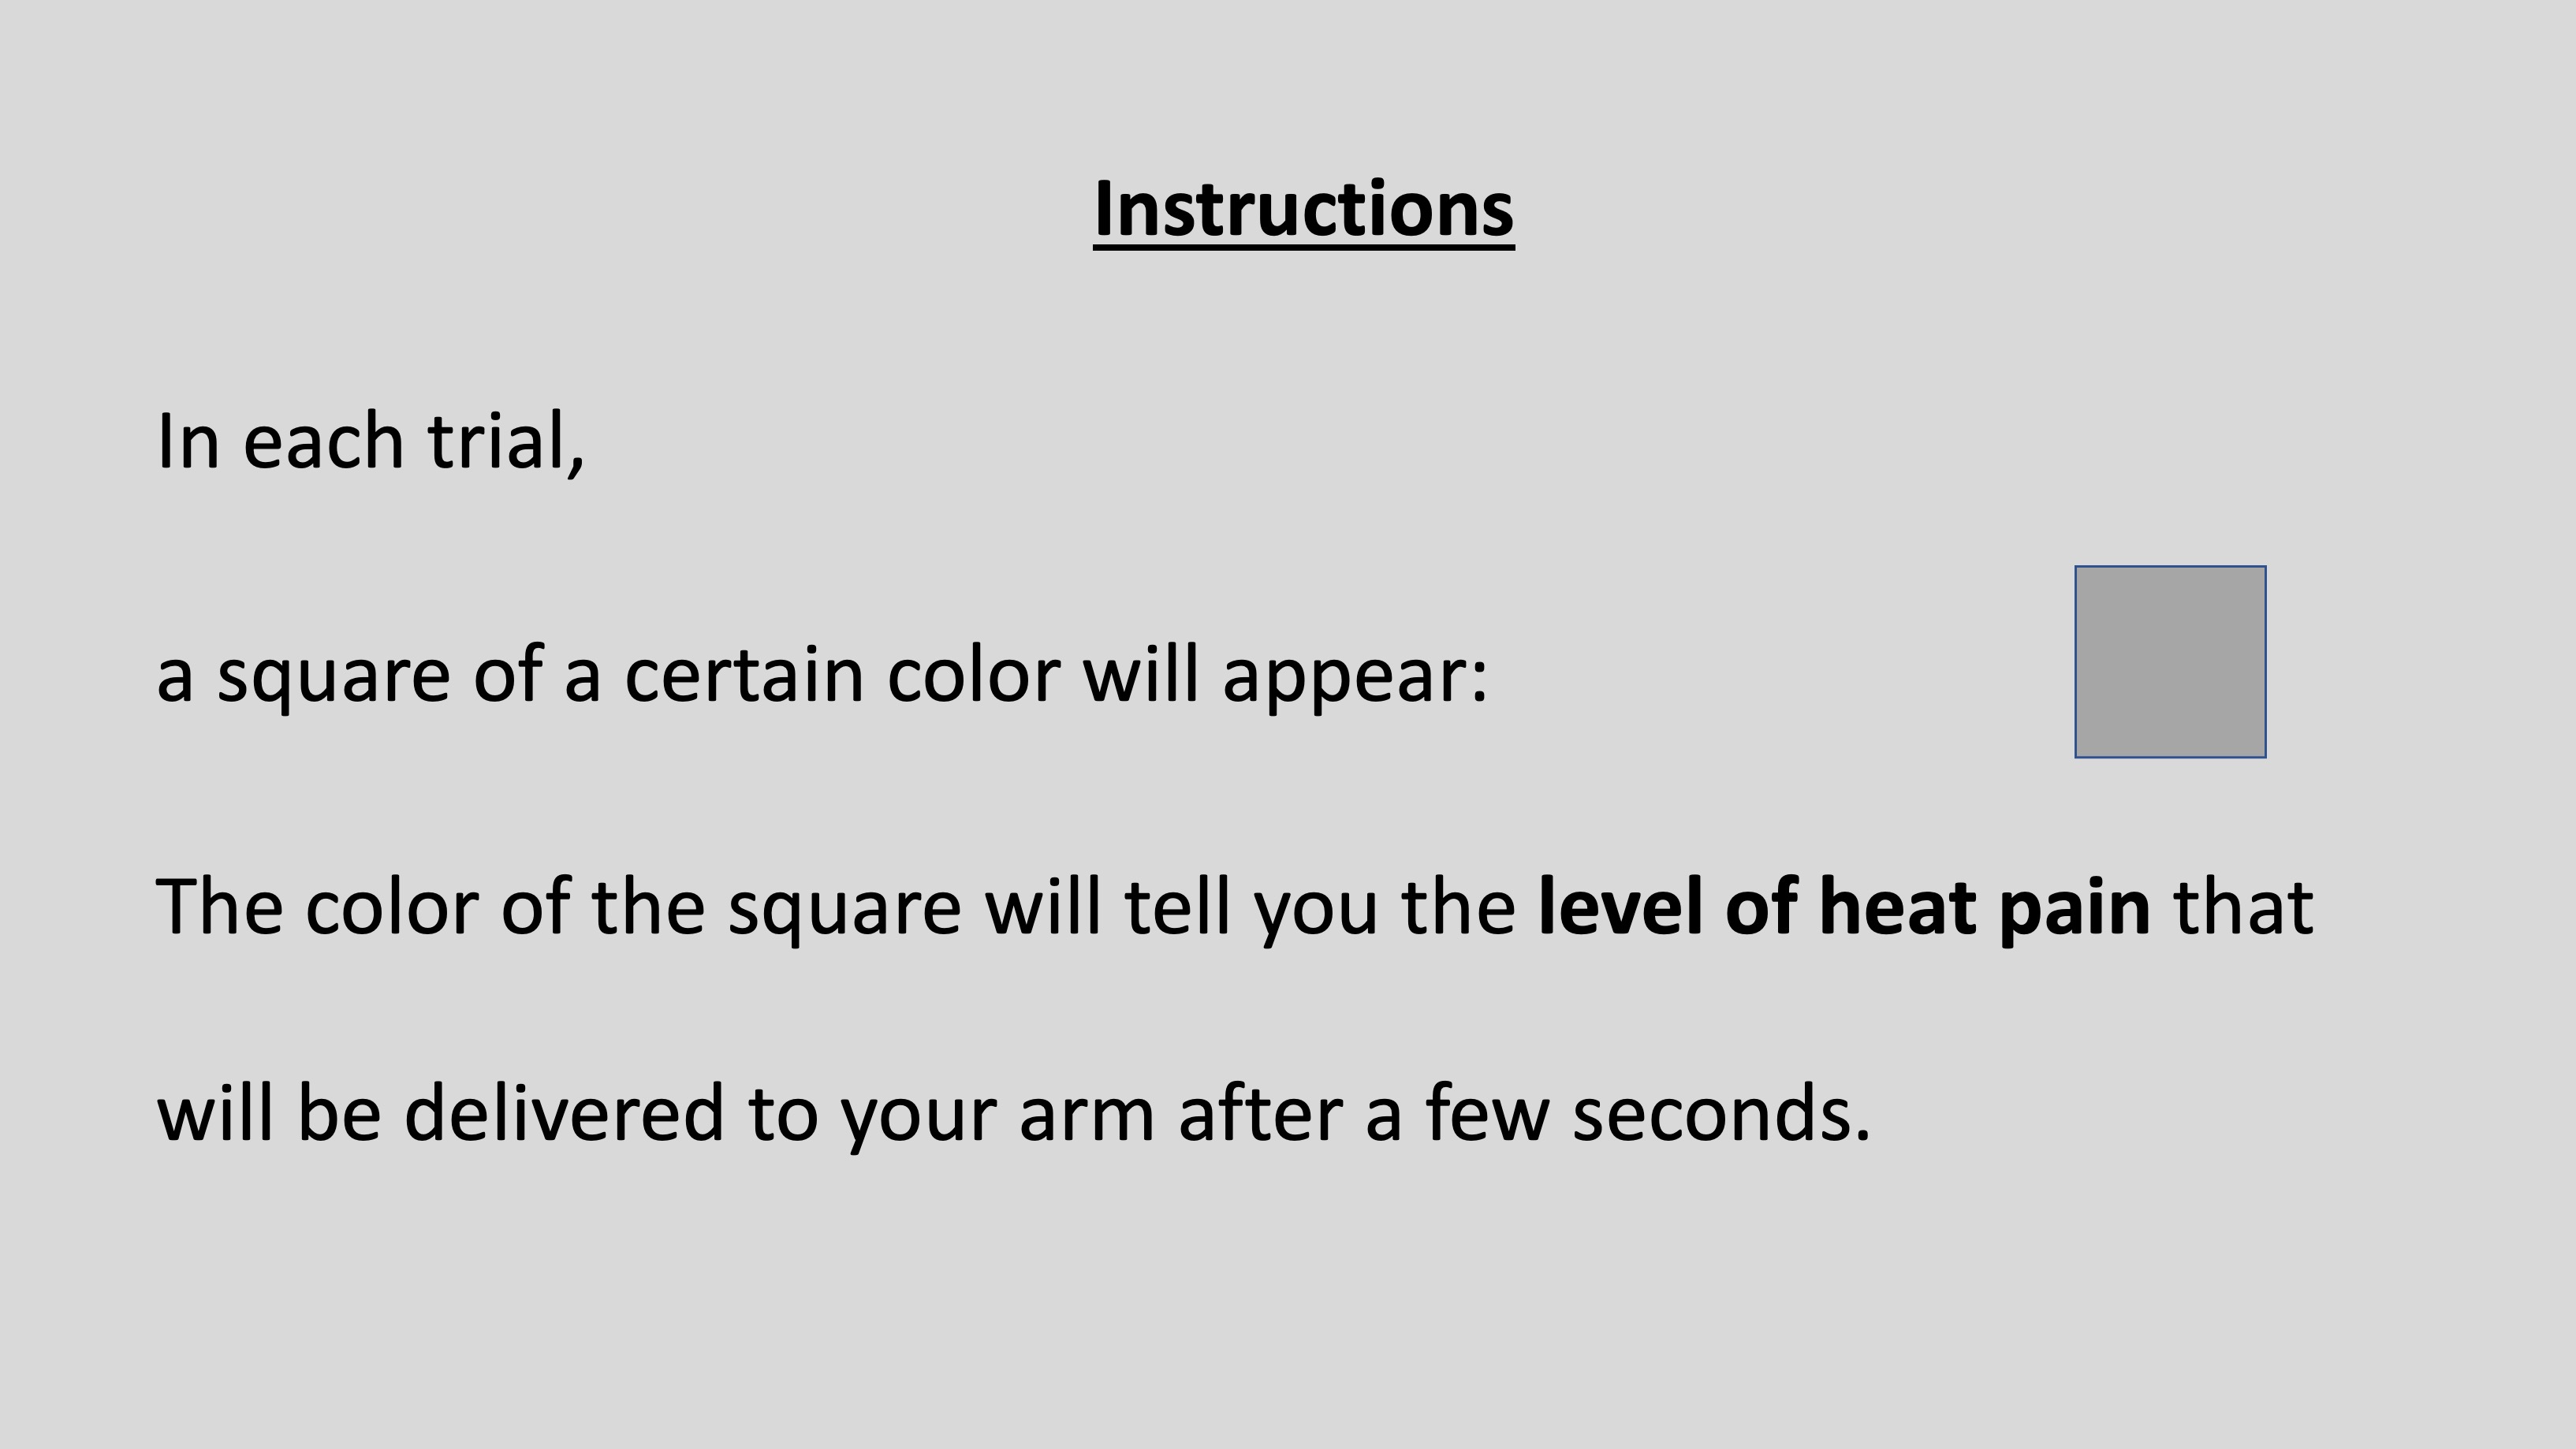 Instructions
In each trial,
a square of a certain color will appear:
The color of the square will tell you the level of heat pain that
will be delivered to your arm after a few seconds.